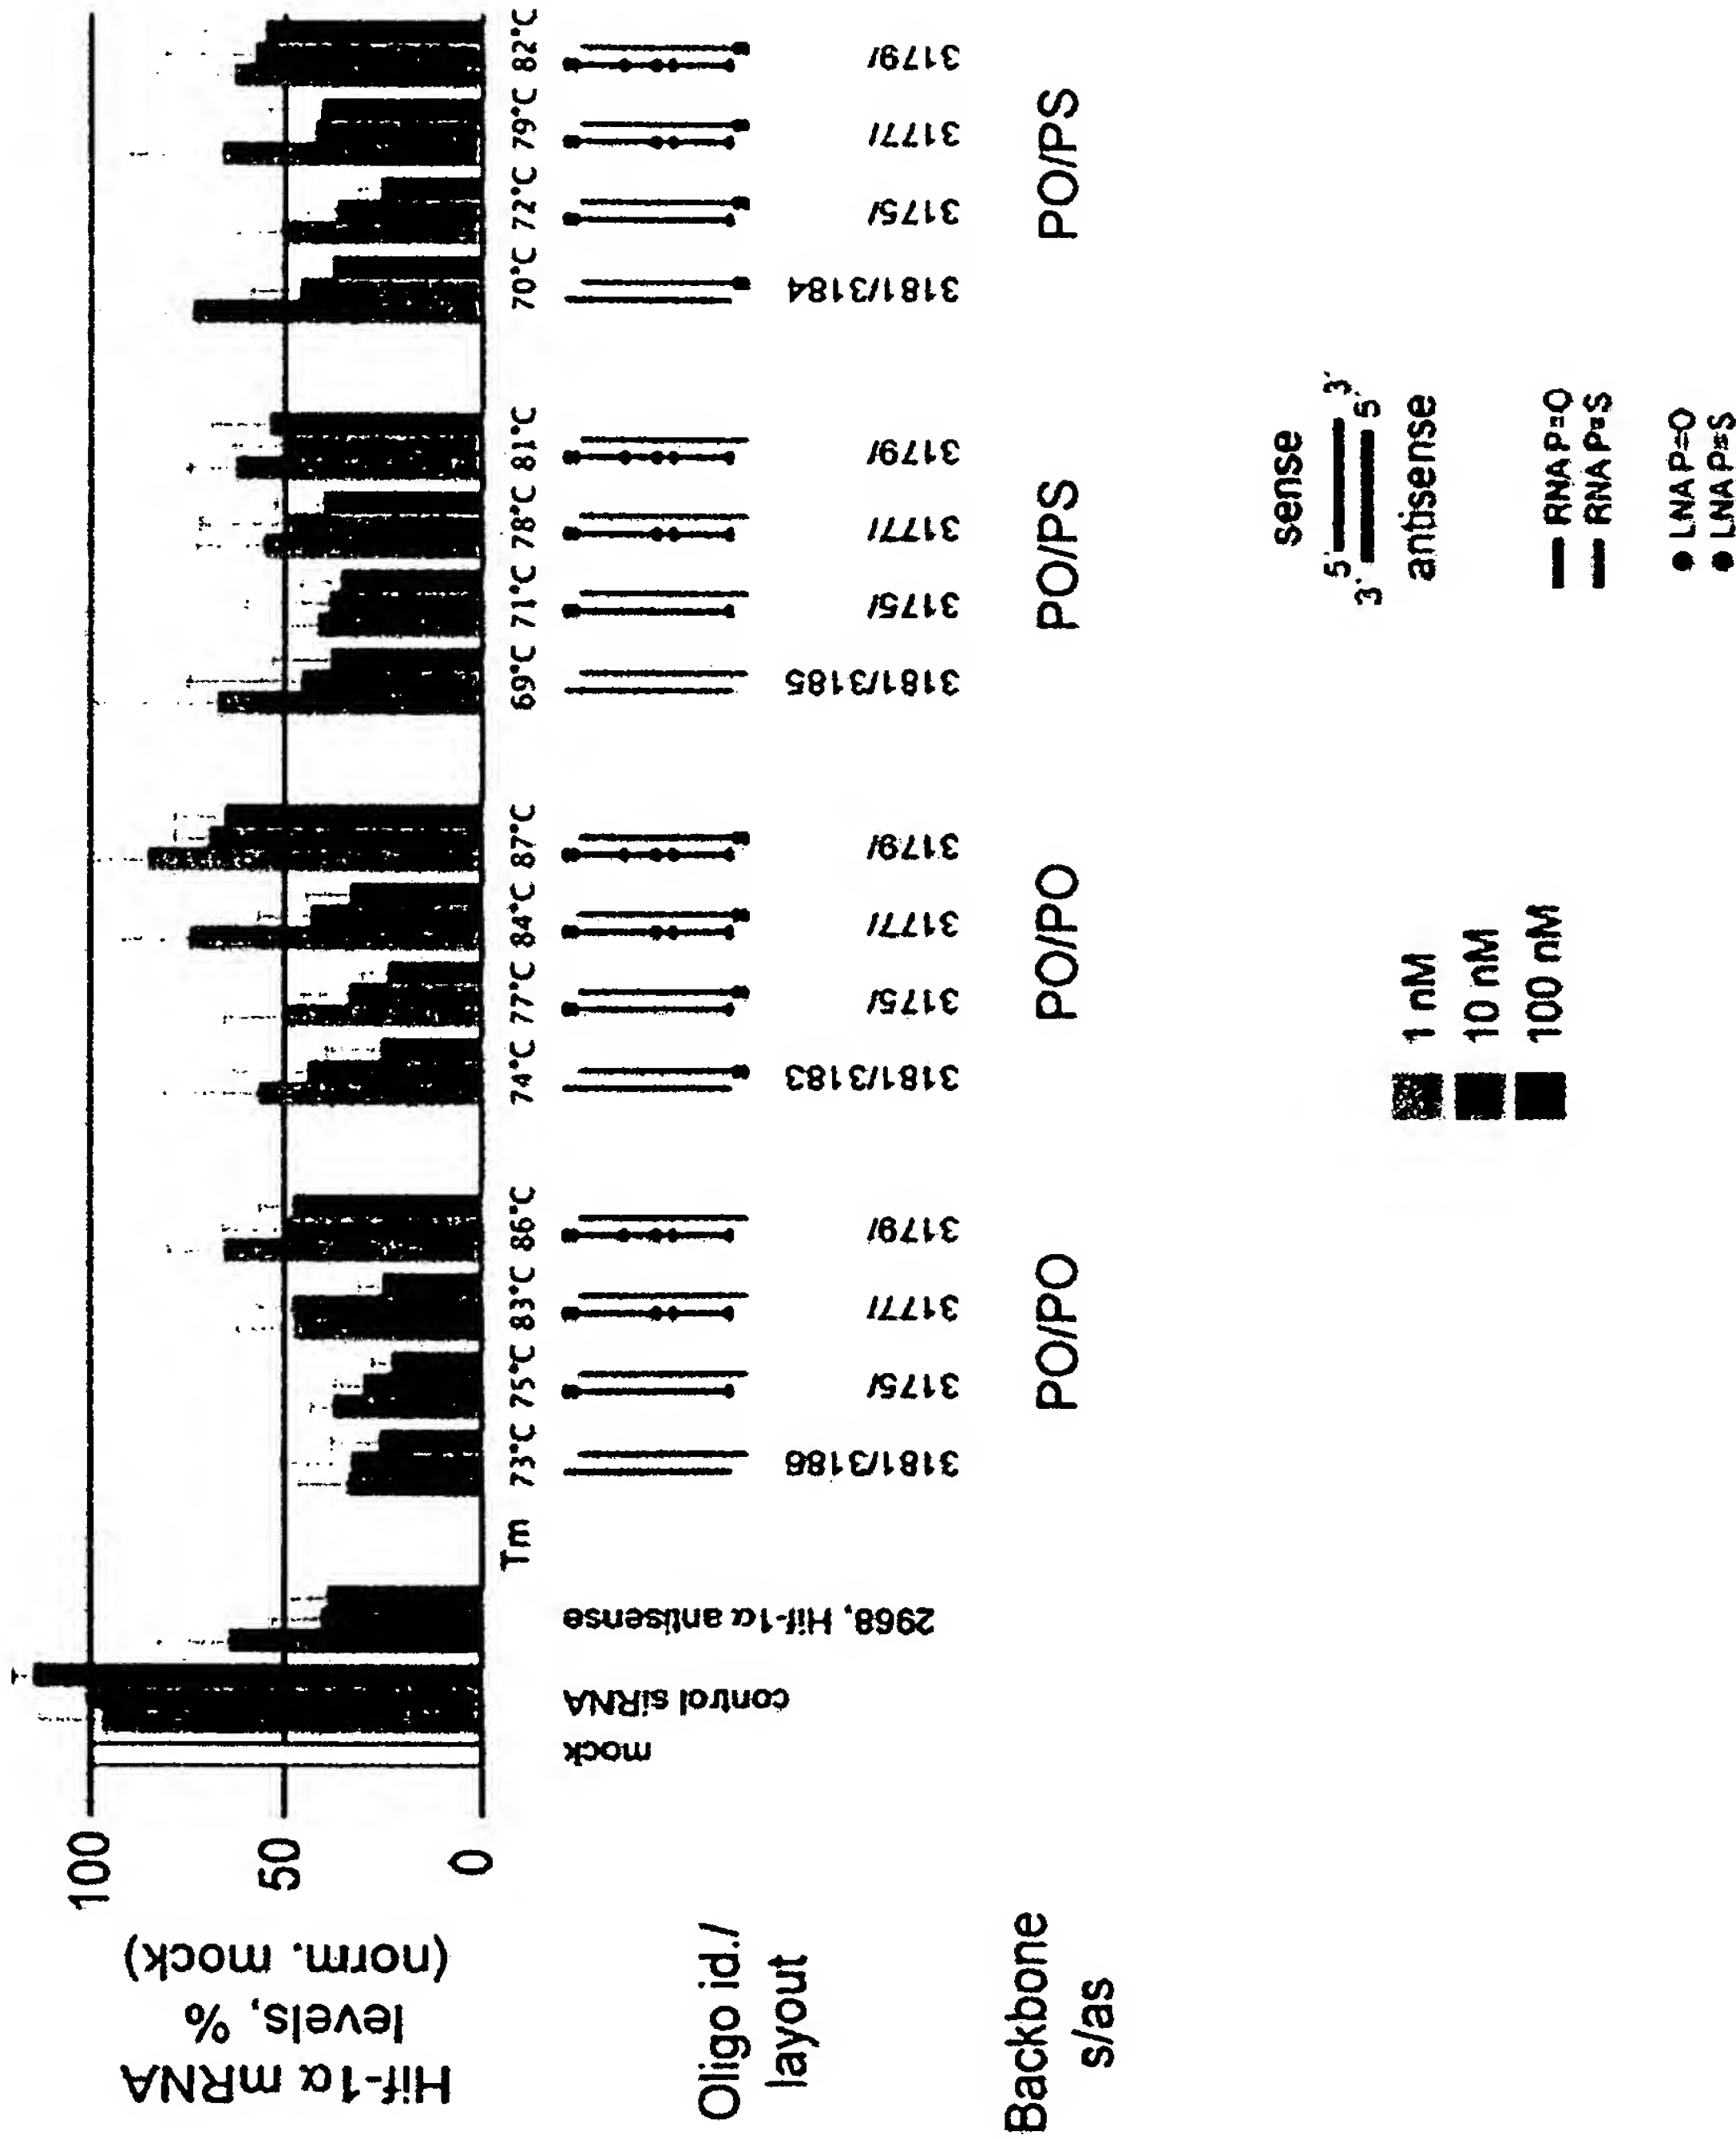 Hif-1α mRNA
levels, %
(norm. mock)
100
50
0
Tm 73°C 75°C 83°C 86°C 74°C 77°C 84°C 87°C 69°C 71°C 78°C 81°C 70°C 72°C 79°C 82°C
Oligo id./
layout
mock
control siRNA
2968, Hif-1α antisense
3181/3186
3175/
3177/
3179/
3181/3183
3175/
3177/
3179/
3181/3185
3175/
3177/
3179/
3181/3184
3175/
3177/
3179/
Backbone
s/as
PO/PO
PO/PO
PO/PS
PO/PS
1 nM
10 nM
100 nM
sense
5' 3'
3' 5'
antisense
RNA P=O
RNA P=S
LNA P=O
LNA P=S